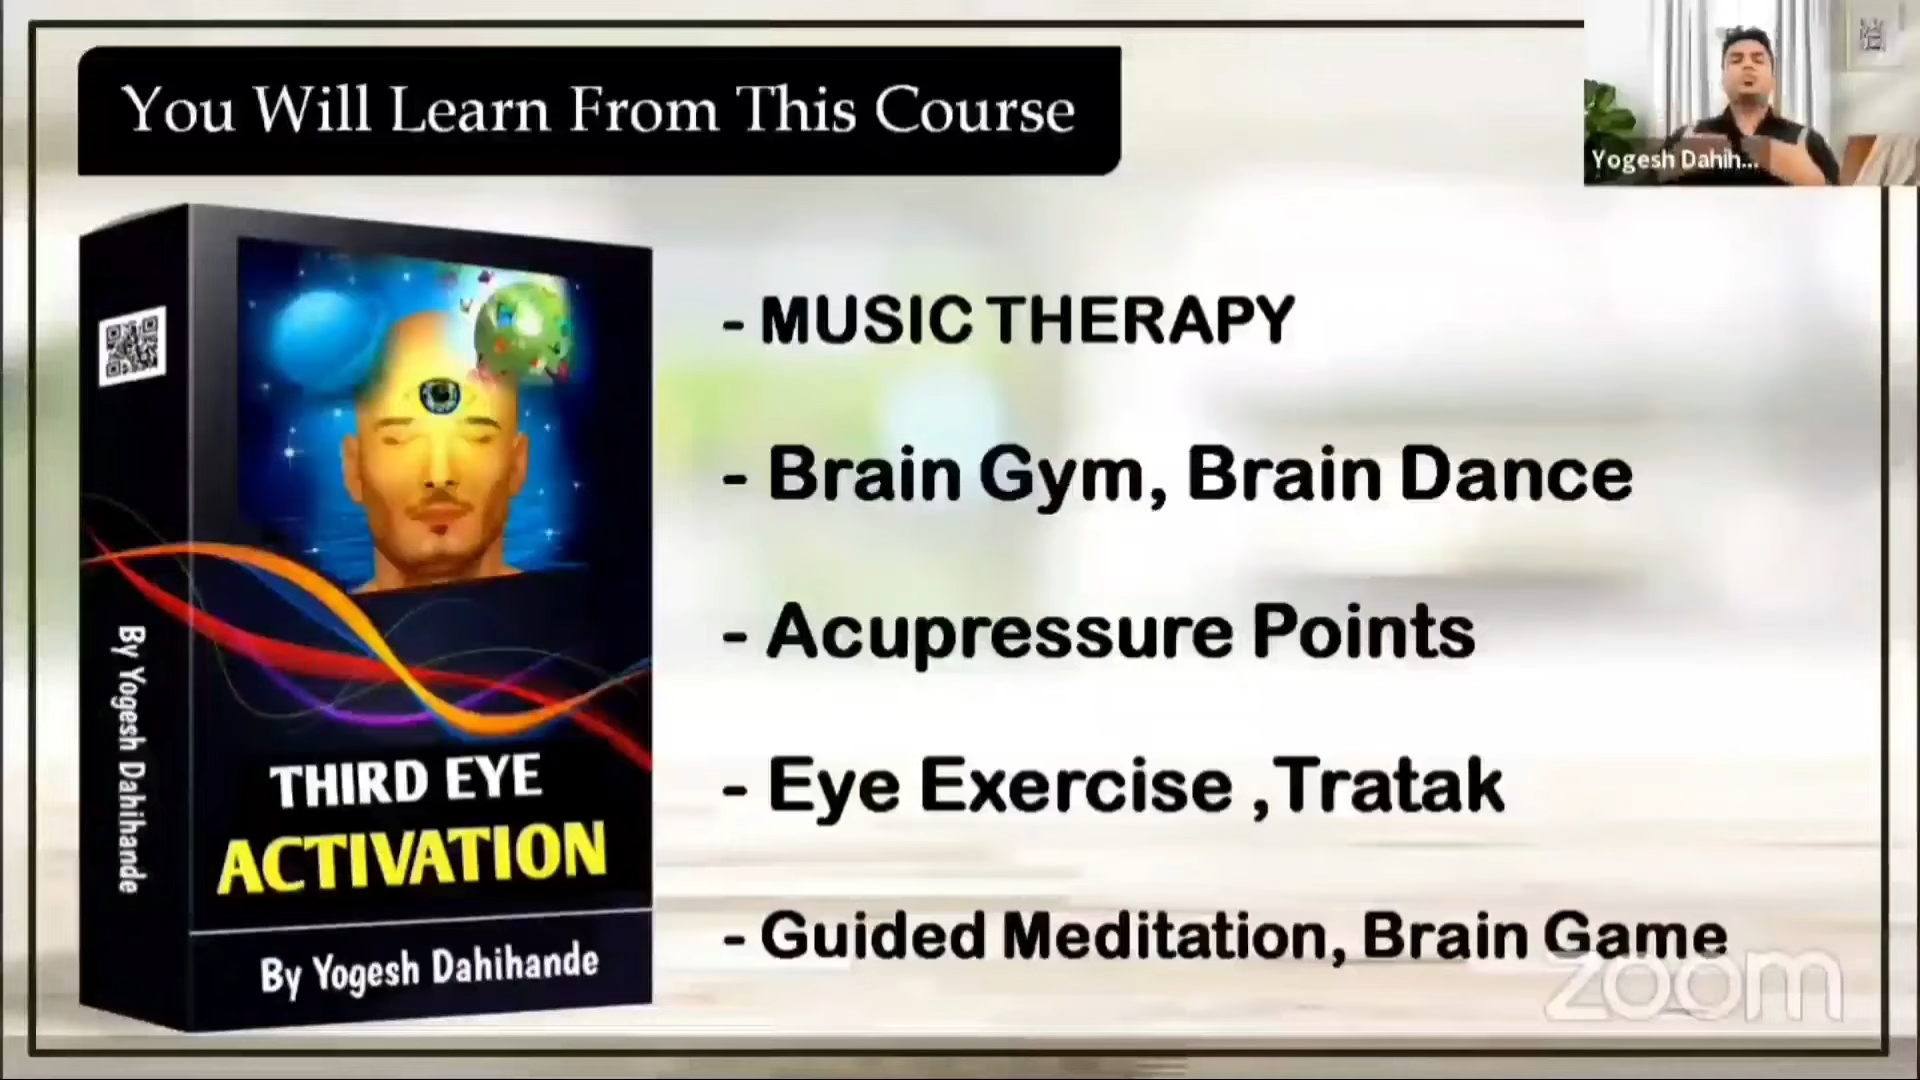 You Will Learn From This Course
Yogesh Dahih...
- MUSIC THERAPY
- Brain Gym, Brain Dance
- Acupressure Points
- Eye Exercise ,Tratak
- Guided Meditation, Brain Game
By Yogesh Dahihande
THIRD EYE
ACTIVATION
By Yogesh Dahihande
zoom